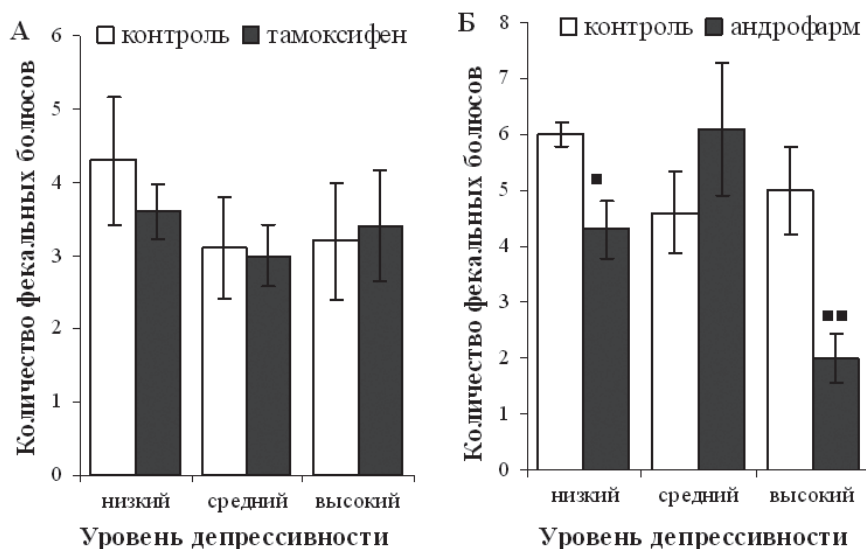 А
контроль тамоксифен
Количество фекальных болюсов
6
5
4
3
2
1
0
низкий средний высокий
Уровень депрессивности
Б
контроль андрофарм
Количество фекальных болюсов
8
7
6
5
4
3
2
1
0
низкий средний высокий
Уровень депрессивности